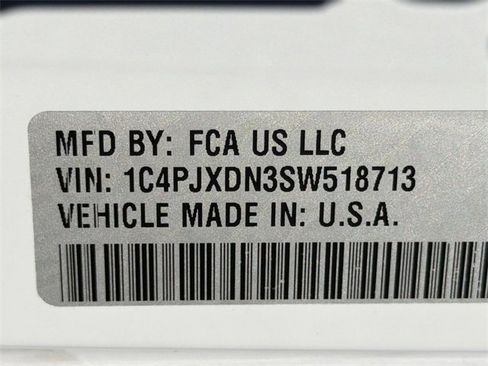 MFD BY: FCA US LLC
VIN: 1C4PJXDN3SW518713
VEHICLE MADE IN: U.S.A.